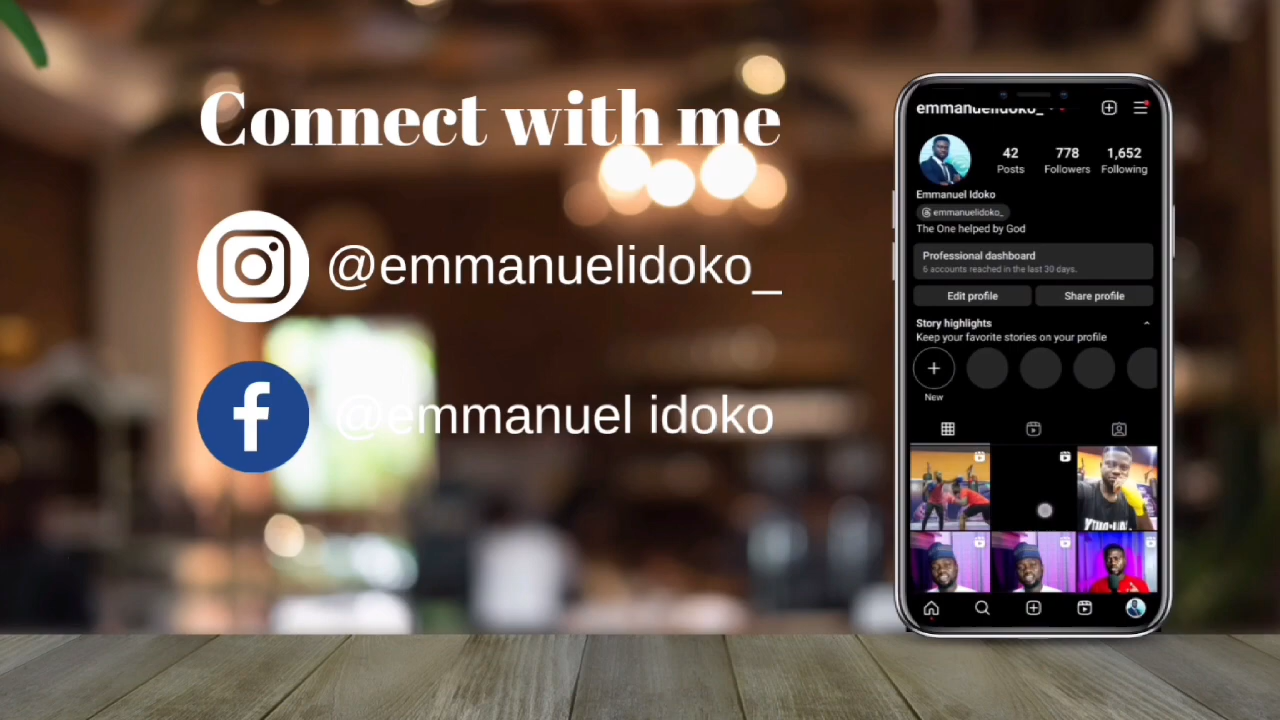 Connect with me
@emmanuelidoko_
@emmanuel idoko
emmanuelidoko_
42 778 1,652
Posts Followers Following
Emmanuel Idoko
emmanuelidoko_
The One helped by God
Professional dashboard
6 accounts reached in the last 30 days.
Edit profile Share profile
Story highlights
Keep your favorite stories on your profile
New